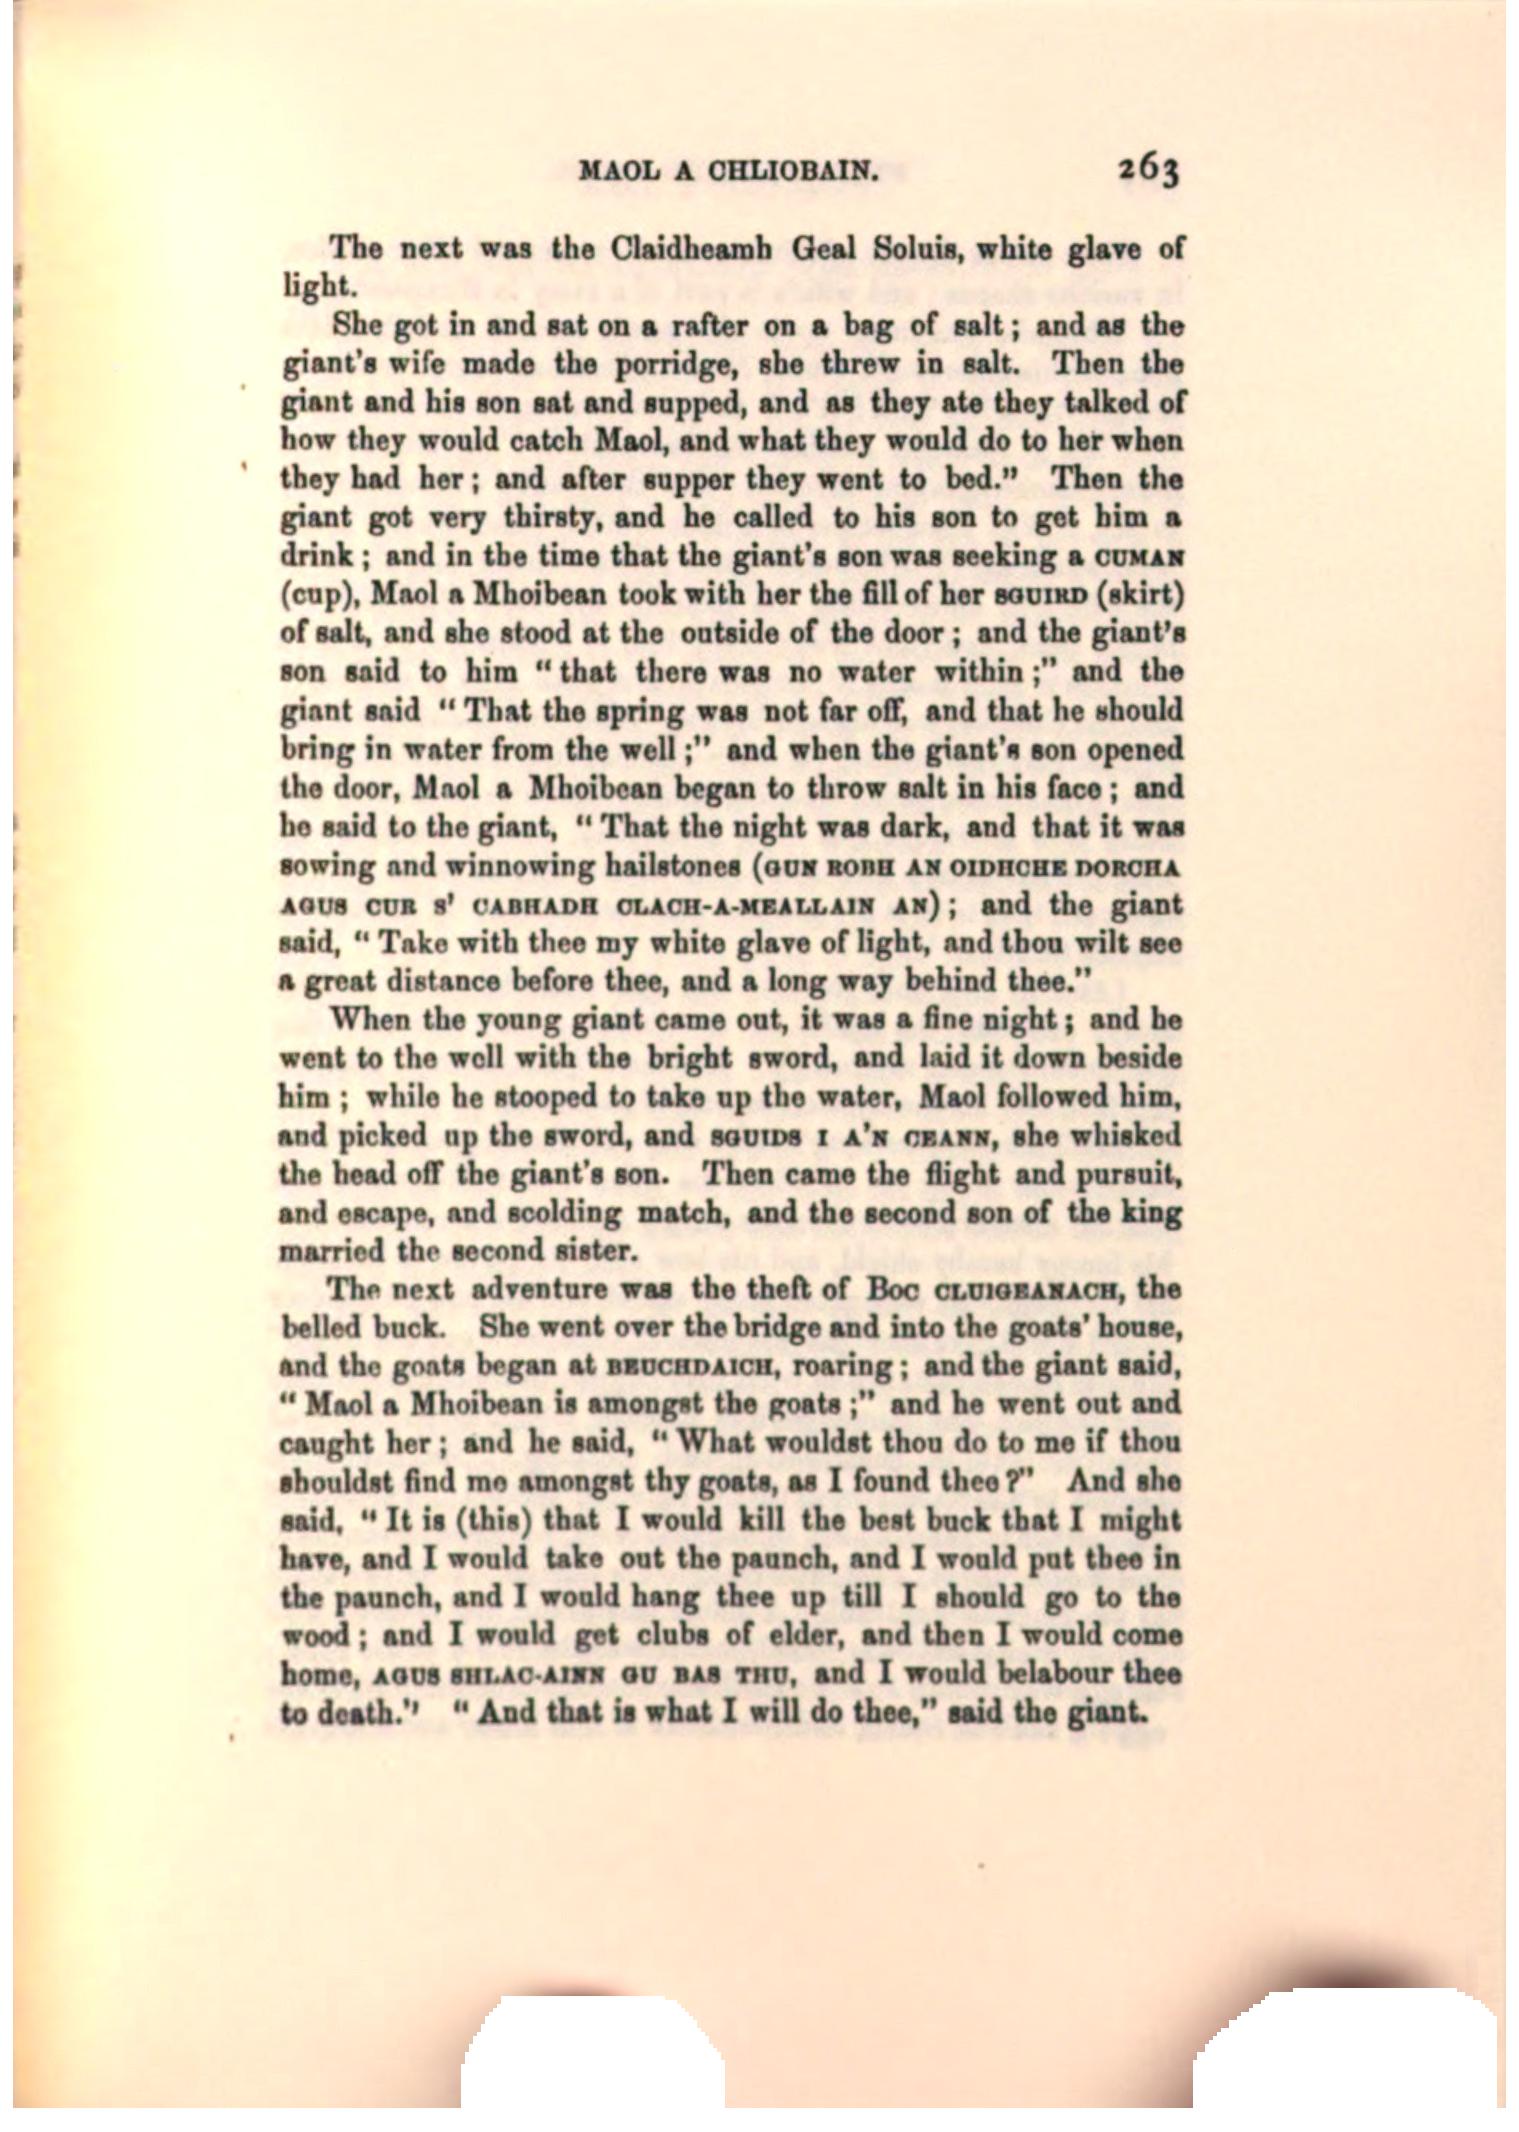 MAOL A CHLIOBAIN. 263
The next was the Claidheamh Geal Soluis, white glave of
light.
She got in and sat on a rafter on a bag of salt ; and as the
giant's wife made the porridge, she threw in salt. Then the
giant and his son sat and supped, and as they ate they talked of
how they would catch Maol, and what they would do to her when
they had her ; and after supper they went to bed." Then the
giant got very thirsty, and he called to his son to get him a
drink ; and in the time that the giant's son was seeking a CUMAN
(cup), Maol a Mhoibean took with her the fill of her SGUIRD (skirt)
of salt, and she stood at the outside of the door ; and the giant's
son said to him " that there was no water within ;" and the
giant said " That the spring was not far off, and that he should
bring in water from the well ;" and when the giant's son opened
the door, Maol a Mhoibean began to throw salt in his face ; and
he said to the giant, " That the night was dark, and that it was
sowing and winnowing hailstones (GUN ROBH AN OIDHCHE DORCHA
AGUS CUR S' CABHADH CLACH-A-MEALLAIN AN) ; and the giant
said, " Take with thee my white glave of light, and thou wilt see
a great distance before thee, and a long way behind thee."
When the young giant came out, it was a fine night ; and he
went to the well with the bright sword, and laid it down beside
him ; while he stooped to take up the water, Maol followed him,
and picked up the sword, and SGUIDS I A'N CEANN, she whisked
the head off the giant's son. Then came the flight and pursuit,
and escape, and scolding match, and the second son of the king
married the second sister.
The next adventure was the theft of Boc CLUIGEANACH, the
belled buck. She went over the bridge and into the goats' house,
and the goats began at BEUCHDAICH, roaring ; and the giant said,
" Maol a Mhoibean is amongst the goats ;" and he went out and
caught her ; and he said, " What wouldst thou do to me if thou
shouldst find me amongst thy goats, as I found thee ?" And she
said, " It is (this) that I would kill the best buck that I might
have, and I would take out the paunch, and I would put thee in
the paunch, and I would hang thee up till I should go to the
wood ; and I would get clubs of elder, and then I would come
home, AGUS SHLAC-AINN GU BAS THU, and I would belabour thee
to death." " And that is what I will do thee," said the giant.